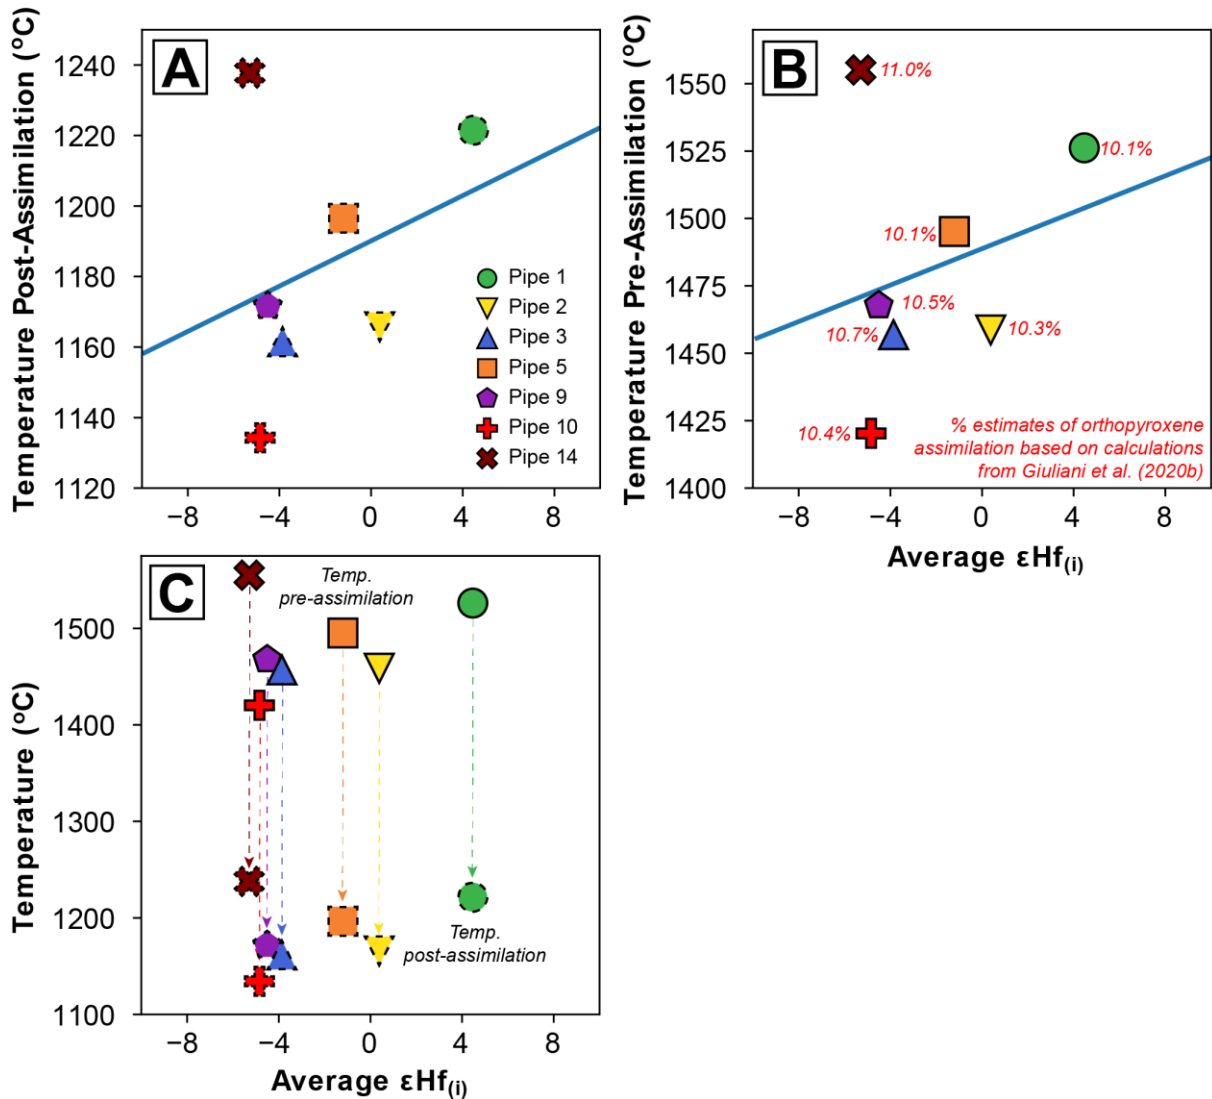 A
Temperature Post-Assimilation (ºC)
1240
1220
1200
1180
1160
1140
1120
−8
−4
0
4
8
Pipe 1
Pipe 2
Pipe 3
Pipe 5
Pipe 9
Pipe 10
Pipe 14
B
Temperature Pre-Assimilation (ºC)
1550
1525
1500
1475
1450
1425
1400
11.0%
10.1%
10.1%
10.5%
10.7%
10.3%
10.4%
% estimates of orthopyroxene
assimilation based on calculations
from Giuliani et al. (2020b)
−8
−4
0
4
8
Average εHf(i)
C
Temperature (ºC)
1500
1400
1300
1200
1100
Temp.
pre-assimilation
Temp.
post-assimilation
−8
−4
0
4
8
Average εHf(i)